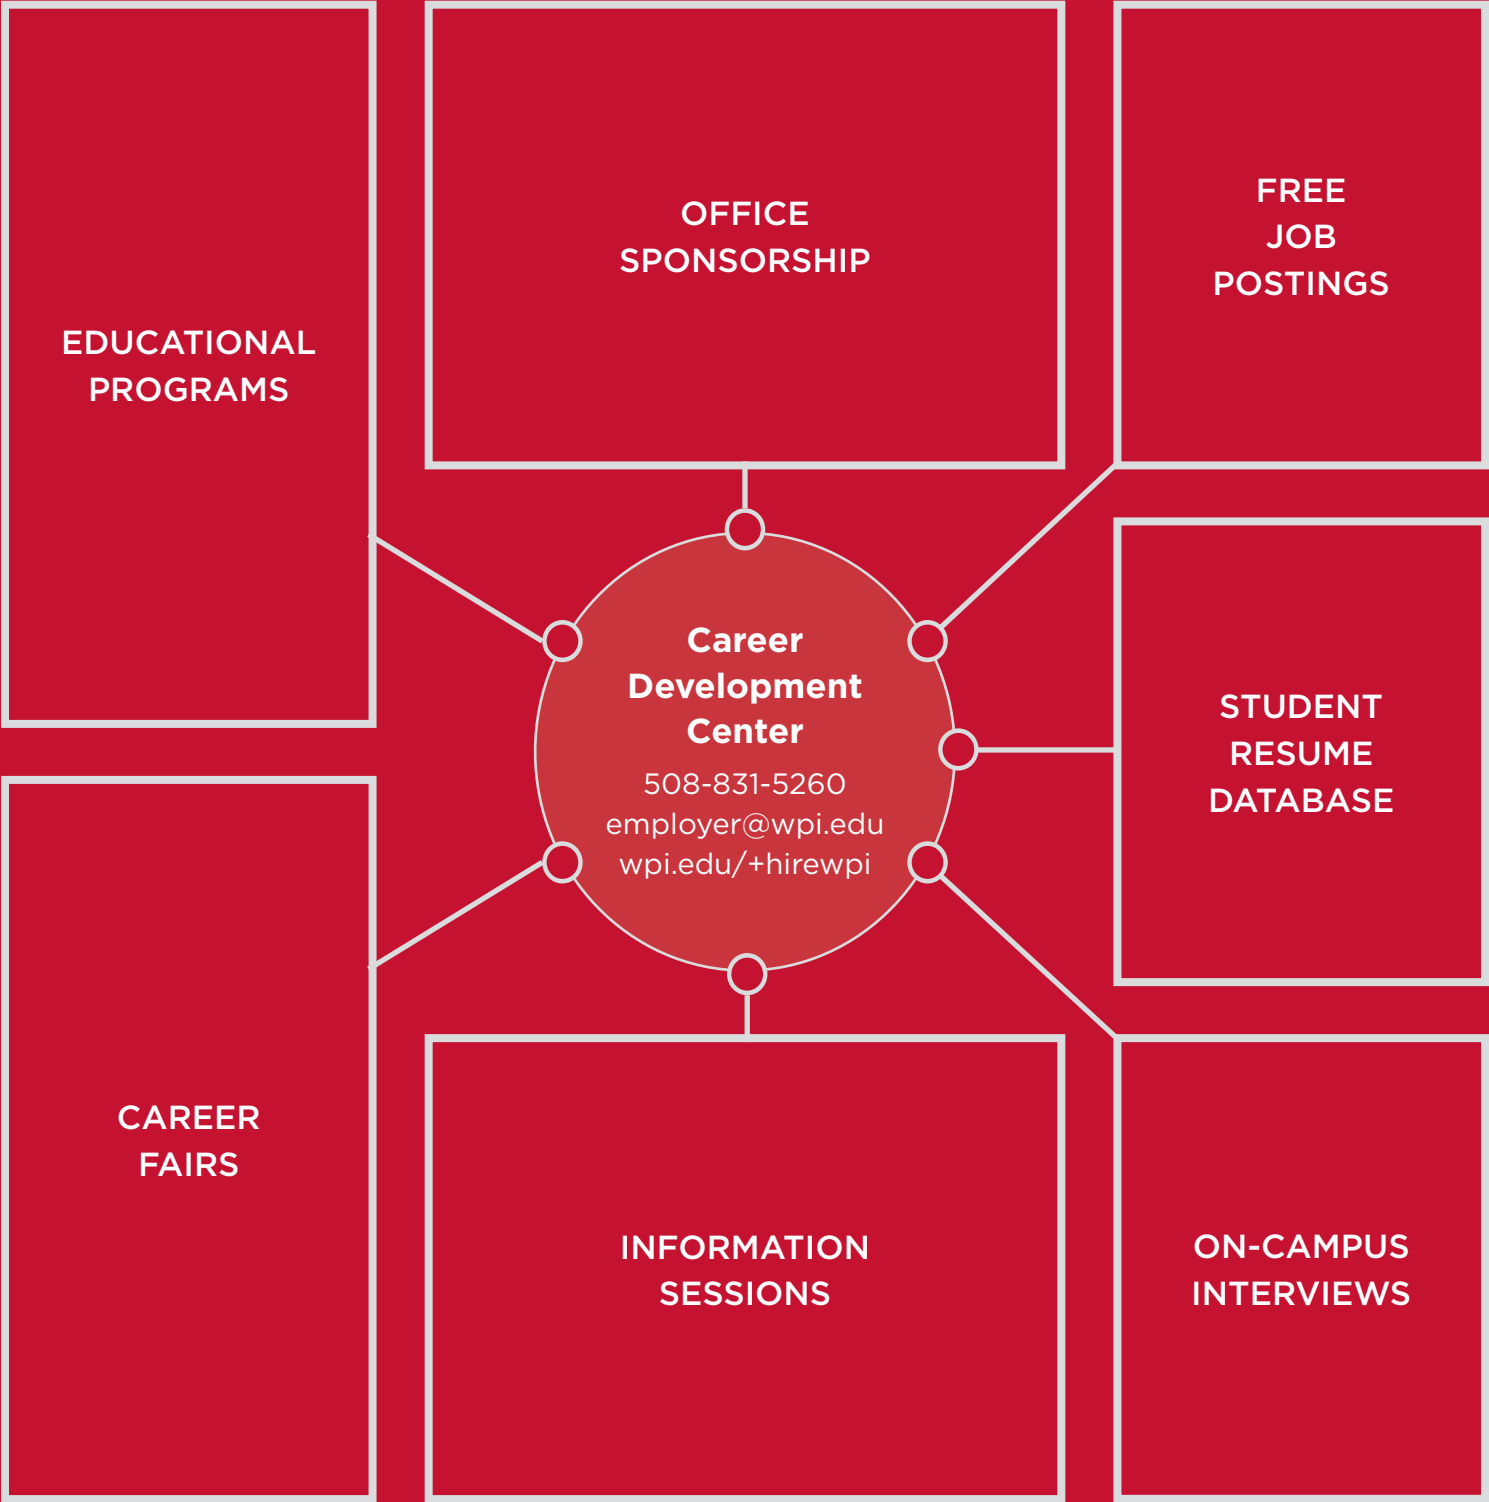 EDUCATIONAL
PROGRAMS
OFFICE
SPONSORSHIP
FREE
JOB
POSTINGS
Career
Development
Center
508-831-5260
employer@wpi.edu
wpi.edu/+hirewpi
STUDENT
RESUME
DATABASE
CAREER
FAIRS
INFORMATION
SESSIONS
ON-CAMPUS
INTERVIEWS